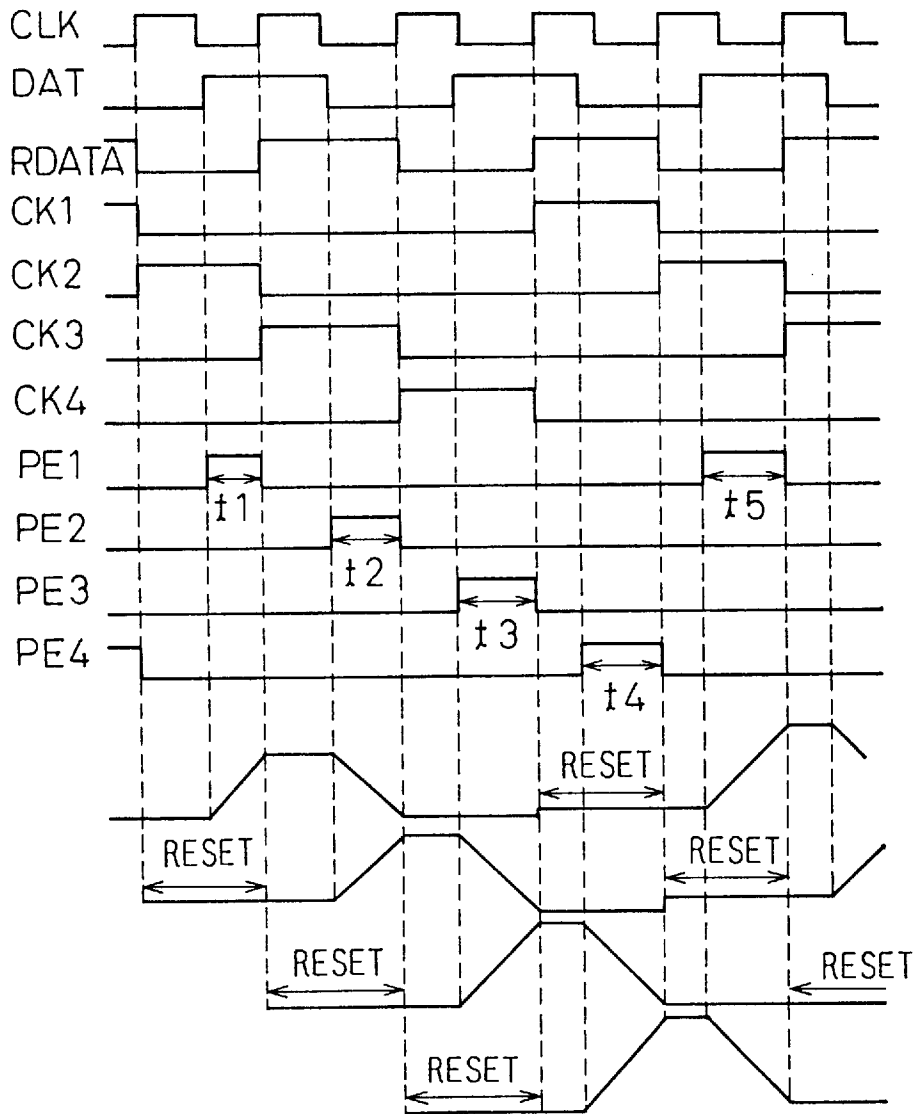 CLK
DAT
RDATA
CK1
CK2
CK3
CK4
PE1
t1
t5
PE2
t2
PE3
t3
PE4
t4
RESET
RESET
RESET
RESET
RESET
RESET